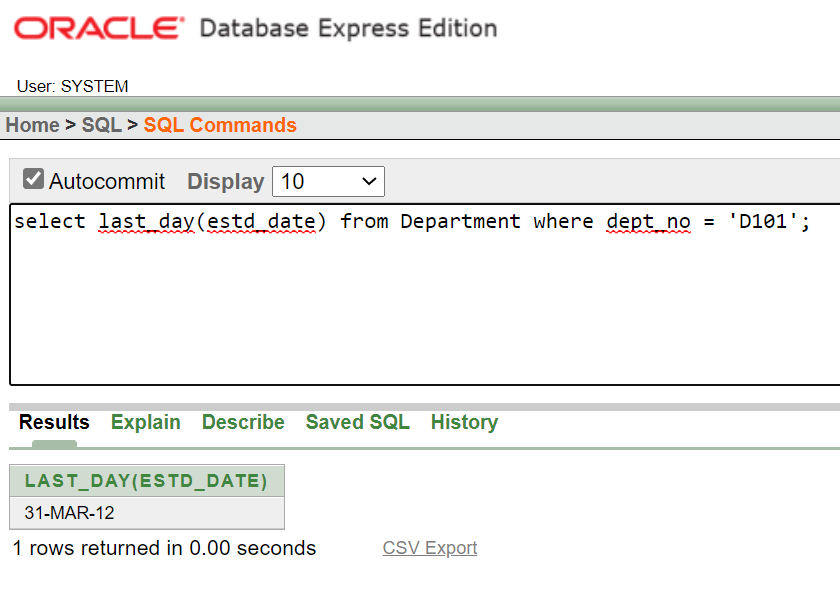 ORACLE Database Express Edition
User: SYSTEM
Home > SQL > SQL Commands
Autocommit Display 10
select last_day(estd_date) from Department where dept_no = 'D101';
Results Explain Describe Saved SQL History
LAST_DAY(ESTD_DATE)
31-MAR-12
1 rows returned in 0.00 seconds CSV Export